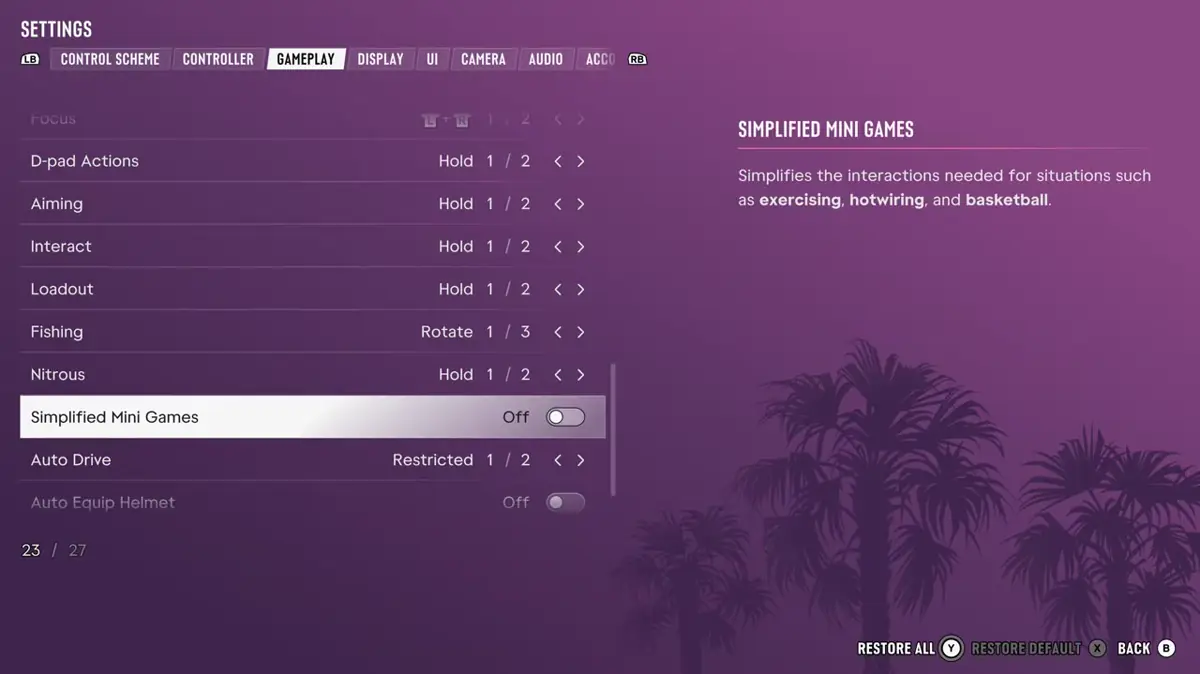 SETTINGS
LB CONTROL SCHEME CONTROLLER GAMEPLAY DISPLAY UI CAMERA AUDIO ACCO RB
Focus L + R 1 / 2 < >
D-pad Actions Hold 1 / 2 < >
Aiming Hold 1 / 2 < >
Interact Hold 1 / 2 < >
Loadout Hold 1 / 2 < >
Fishing Rotate 1 / 3 < >
Nitrous Hold 1 / 2 < >
Simplified Mini Games Off
Auto Drive Restricted 1 / 2 < >
Auto Equip Helmet Off
23 / 27
SIMPLIFIED MINI GAMES
Simplifies the interactions needed for situations such
as exercising, hotwiring, and basketball.
RESTORE ALL Y RESTORE DEFAULT X BACK B